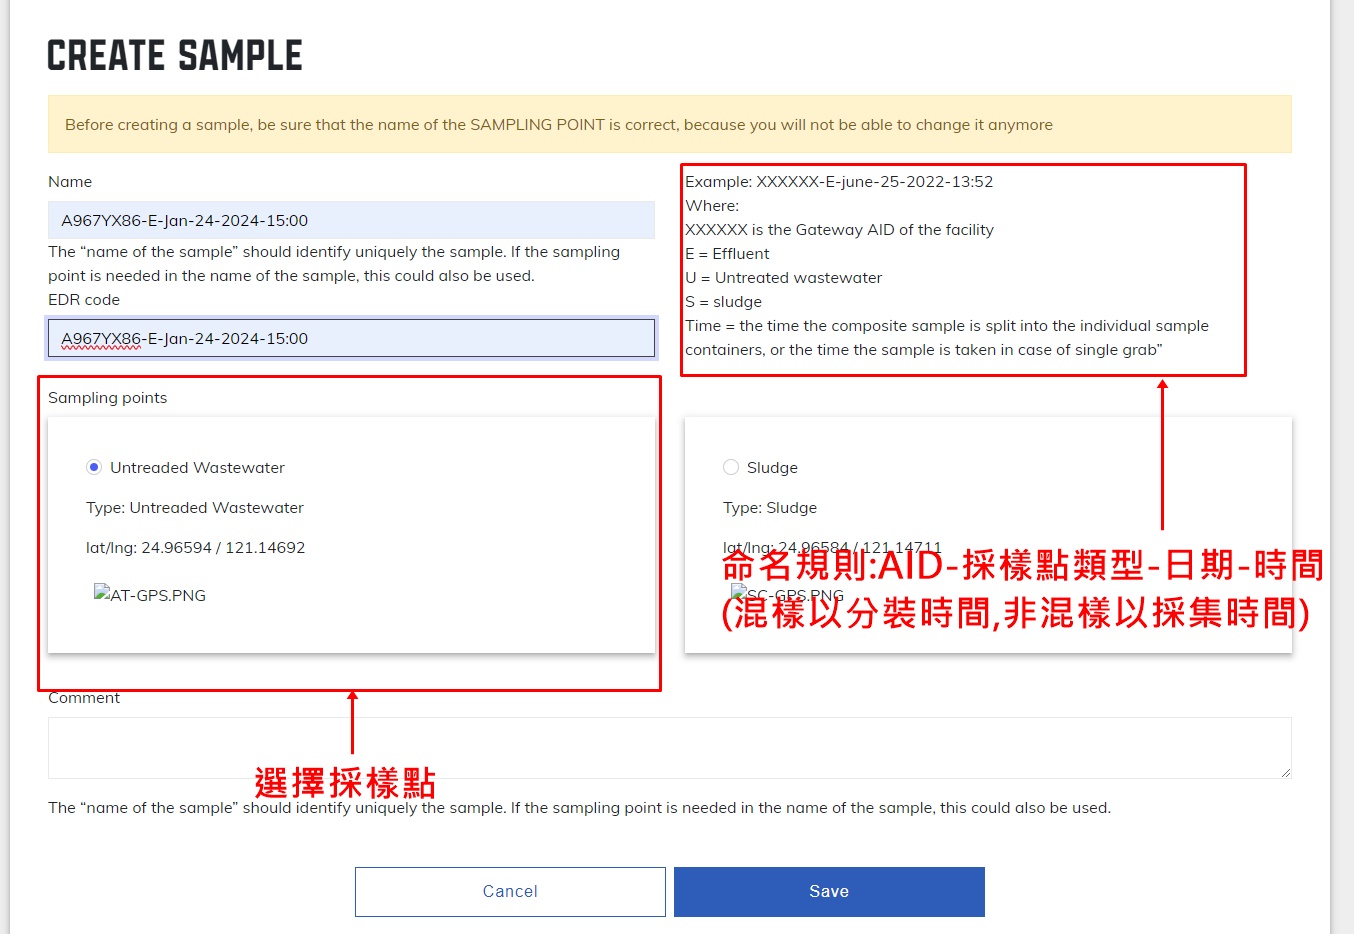 CREATE SAMPLE
Before creating a sample, be sure that the name of the SAMPLING POINT is correct, because you will not be able to change it anymore
Name
A967YX86-E-Jan-24-2024-15:00
The “name of the sample” should identify uniquely the sample. If the sampling
point is needed in the name of the sample, this could also be used.
EDR code
A967YX86-E-Jan-24-2024-15:00
Example: XXXXXX-E-june-25-2022-13:52
Where:
XXXXXX is the Gateway AID of the facility
E = Effluent
U = Untreated wastewater
S = sludge
Time = the time the composite sample is split into the individual sample
containers, or the time the sample is taken in case of single grab”
Sampling points
Untreaded Wastewater
Type: Untreaded Wastewater
lat/lng: 24.96594 / 121.14692
AT-GPS.PNG
Sludge
Type: Sludge
lat/lng: 24.96584 / 121.14711
SC-GPS.PNG
命名規則:AID-採樣點類型-日期-時間
(混樣以分裝時間,非混樣以採集時間)
Comment
選擇採樣點
The “name of the sample” should identify uniquely the sample. If the sampling point is needed in the name of the sample, this could also be used.
Cancel
Save